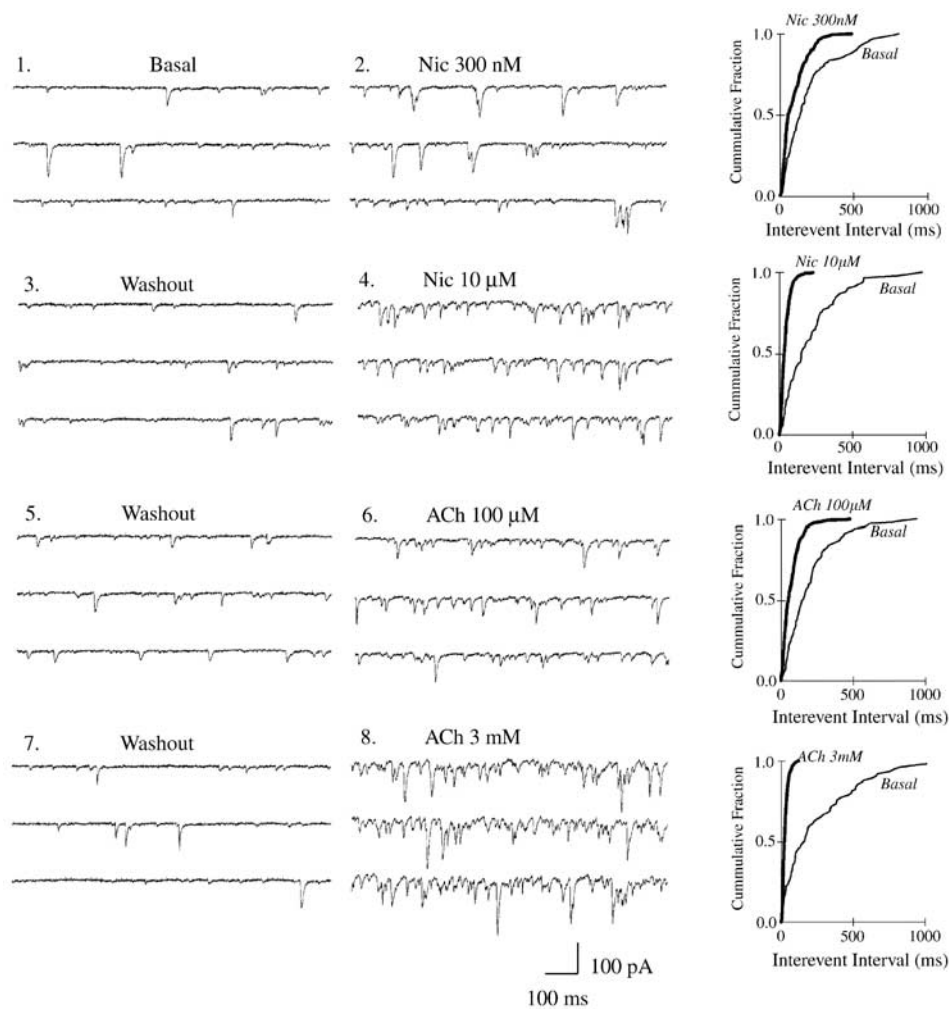 1. Basal
2. Nic 300 nM
Nic 300nM
Basal
Cummulative Fraction
1.0
0.5
0.0
0 500 1000
Interevent Interval (ms)
3. Washout
4. Nic 10 µM
Nic 10µM
Basal
Cummulative Fraction
1.0
0.5
0.0
0 500 1000
Interevent Interval (ms)
5. Washout
6. ACh 100 µM
ACh 100µM
Basal
Cummulative Fraction
1.0
0.5
0.0
0 500 1000
Interevent Interval (ms)
7. Washout
8. ACh 3 mM
ACh 3mM
Basal
Cummulative Fraction
1.0
0.5
0.0
0 500 1000
Interevent Interval (ms)
100 pA
100 ms